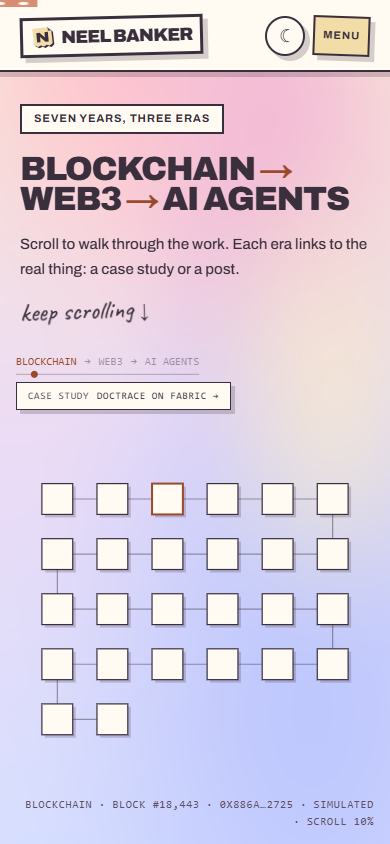 N NEEL BANKER
☾
MENU
SEVEN YEARS, THREE ERAS
BLOCKCHAIN→
WEB3→AI AGENTS
Scroll to walk through the work. Each era links to the
real thing: a case study or a post.
keep scrolling ↓
BLOCKCHAIN → WEB3 → AI AGENTS
CASE STUDY DOCTRACE ON FABRIC →
BLOCKCHAIN · BLOCK #18,443 · 0X886A…2725 · SIMULATED
· SCROLL 10%